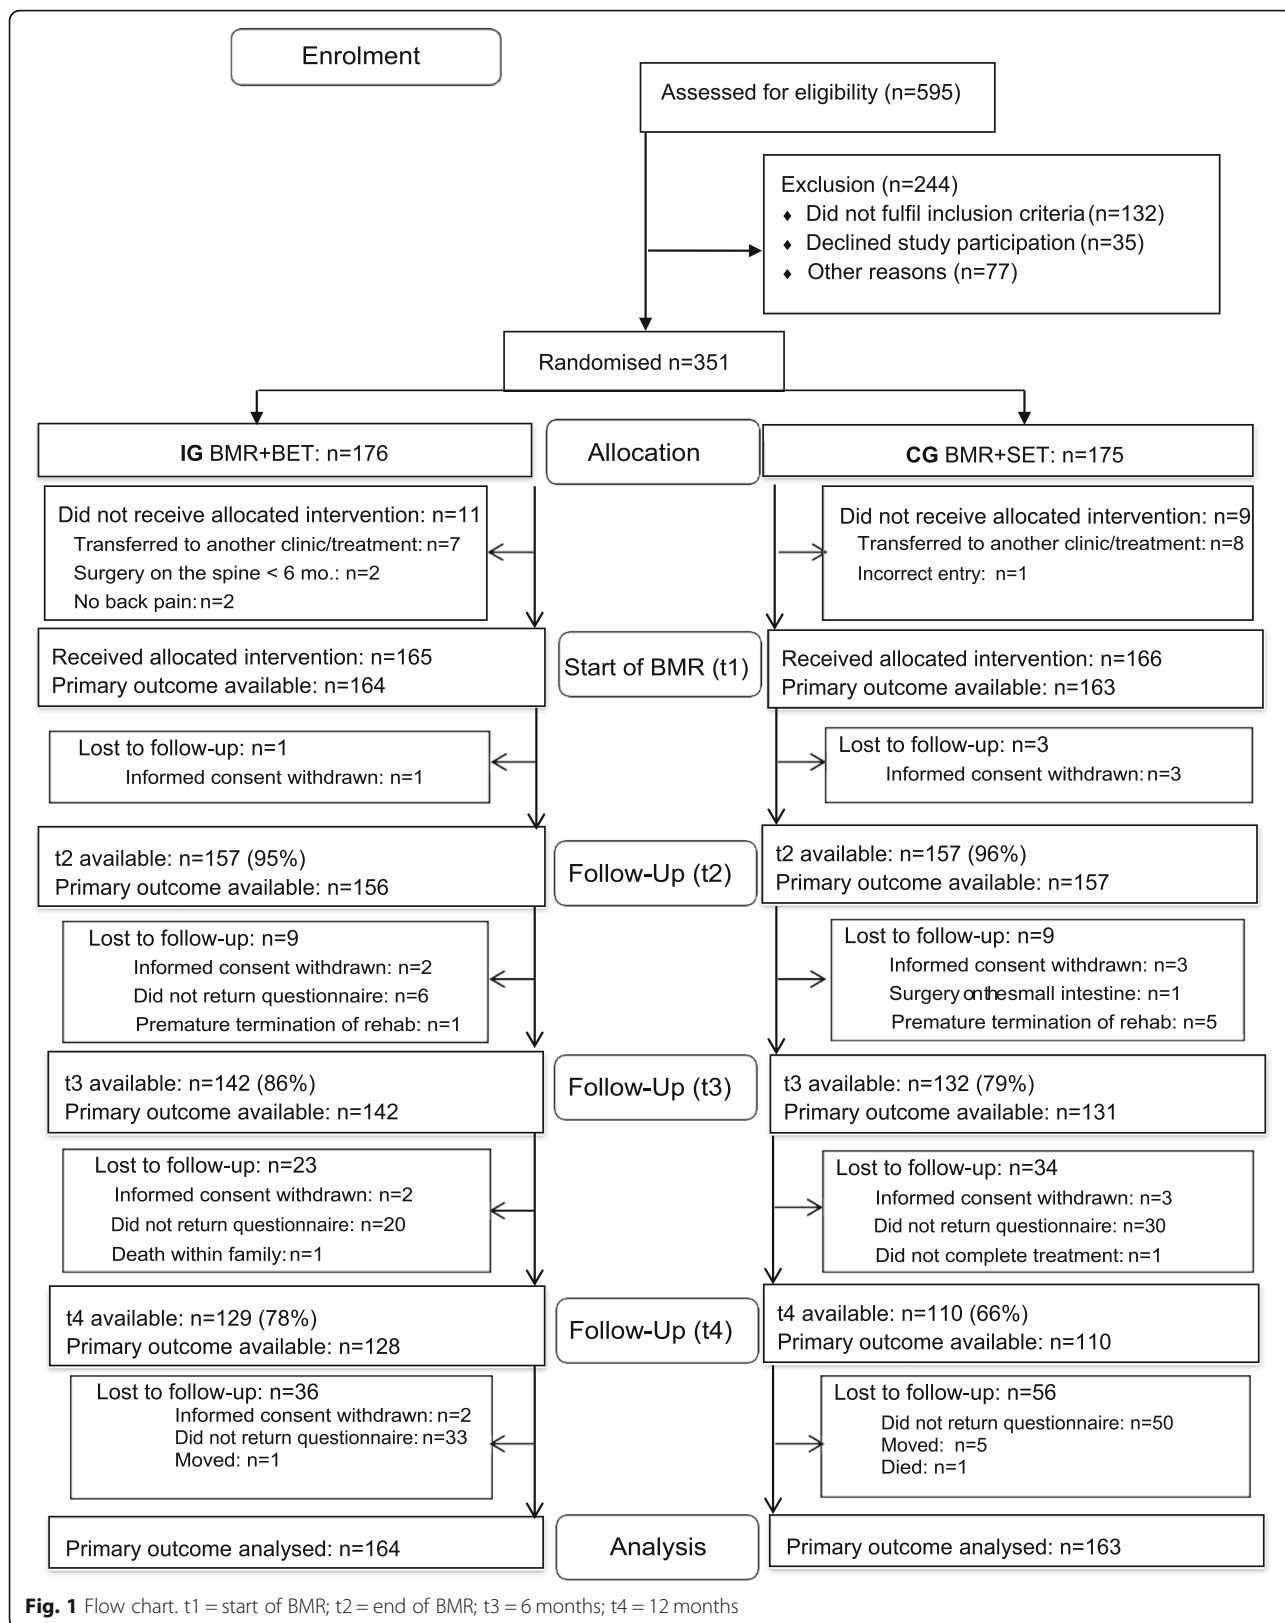 Enrolment
Assessed for eligibility (n=595)
Exclusion (n=244)
♦ Did not fulfil inclusion criteria (n=132)
♦ Declined study participation (n=35)
♦ Other reasons (n=77)
Randomised n=351
IG BMR+BET: n=176
Allocation
CG BMR+SET: n=175
Did not receive allocated intervention: n=11
Transferred to another clinic/treatment: n=7
Surgery on the spine < 6 mo.: n=2
No back pain: n=2
Did not receive allocated intervention: n=9
Transferred to another clinic/treatment: n=8
Incorrect entry: n=1
Received allocated intervention: n=165
Primary outcome available: n=164
Start of BMR (t1)
Received allocated intervention: n=166
Primary outcome available: n=163
Lost to follow-up: n=1
Informed consent withdrawn: n=1
Lost to follow-up: n=3
Informed consent withdrawn: n=3
t2 available: n=157 (95%)
Primary outcome available: n=156
Follow-Up (t2)
t2 available: n=157 (96%)
Primary outcome available: n=157
Lost to follow-up: n=9
Informed consent withdrawn: n=2
Did not return questionnaire: n=6
Premature termination of rehab: n=1
Lost to follow-up: n=9
Informed consent withdrawn: n=3
Surgery onthesmall intestine: n=1
Premature termination of rehab: n=5
t3 available: n=142 (86%)
Primary outcome available: n=142
Follow-Up (t3)
t3 available: n=132 (79%)
Primary outcome available: n=131
Lost to follow-up: n=23
Informed consent withdrawn: n=2
Did not return questionnaire: n=20
Death within family: n=1
Lost to follow-up: n=34
Informed consent withdrawn: n=3
Did not return questionnaire: n=30
Did not complete treatment: n=1
t4 available: n=129 (78%)
Primary outcome available: n=128
Follow-Up (t4)
t4 available: n=110 (66%)
Primary outcome available: n=110
Lost to follow-up: n=36
Informed consent withdrawn: n=2
Did not return questionnaire: n=33
Moved: n=1
Lost to follow-up: n=56
Did not return questionnaire: n=50
Moved: n=5
Died: n=1
Primary outcome analysed: n=164
Analysis
Primary outcome analysed: n=163
Fig. 1 Flow chart. t1 = start of BMR; t2 = end of BMR; t3 = 6 months; t4 = 12 months